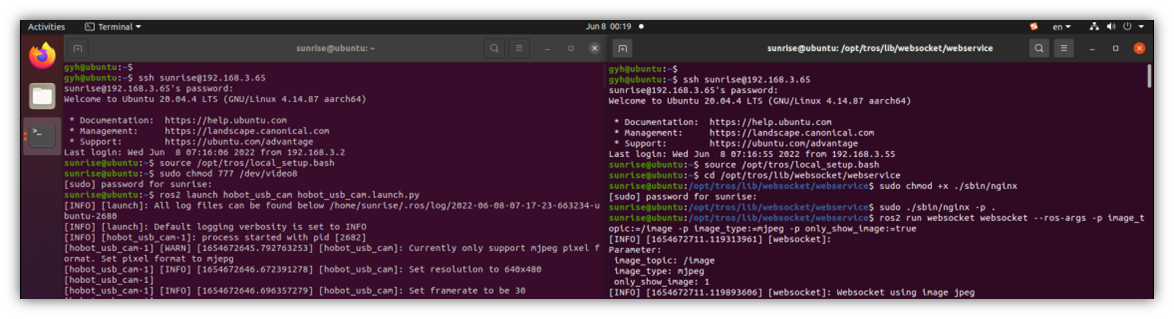 Activities
Terminal
Jun 8 00:19
en
sunrise@ubuntu: ~
gyh@ubuntu:~$
gyh@ubuntu:~$ ssh sunrise@192.168.3.65
sunrise@192.168.3.65's password:
Welcome to Ubuntu 20.04.4 LTS (GNU/Linux 4.14.87 aarch64)
* Documentation: https://help.ubuntu.com
* Management: https://landscape.canonical.com
* Support: https://ubuntu.com/advantage
Last login: Wed Jun 8 07:16:06 2022 from 192.168.3.2
sunrise@ubuntu:~$ source /opt/tros/local_setup.bash
sunrise@ubuntu:~$ sudo chmod 777 /dev/video8
[sudo] password for sunrise:
sunrise@ubuntu:~$ ros2 launch hobot_usb_cam hobot_usb_cam.launch.py
[INFO] [launch]: All log files can be found below /home/sunrise/.ros/log/2022-06-08-07-17-23-663234-u
buntu-2680
[INFO] [launch]: Default logging verbosity is set to INFO
[INFO] [hobot_usb_cam-1]: process started with pid [2682]
[hobot_usb_cam-1] [WARN] [1654672645.792763253] [hobot_usb_cam]: Currently only support mjpeg pixel f
ormat. Set pixel format to mjepg
[hobot_usb_cam-1] [INFO] [1654672646.672391278] [hobot_usb_cam]: Set resolution to 640x480
[hobot_usb_cam-1]
[hobot_usb_cam-1] [INFO] [1654672646.696357279] [hobot_usb_cam]: Set framerate to be 30
sunrise@ubuntu: /opt/tros/lib/websocket/webservice
gyh@ubuntu:~$
gyh@ubuntu:~$ ssh sunrise@192.168.3.65
sunrise@192.168.3.65's password:
Welcome to Ubuntu 20.04.4 LTS (GNU/Linux 4.14.87 aarch64)
* Documentation: https://help.ubuntu.com
* Management: https://landscape.canonical.com
* Support: https://ubuntu.com/advantage
Last login: Wed Jun 8 07:16:55 2022 from 192.168.3.55
sunrise@ubuntu:~$ source /opt/tros/local_setup.bash
sunrise@ubuntu:~$ cd /opt/tros/lib/websocket/webservice
sunrise@ubuntu:/opt/tros/lib/websocket/webservice$ sudo chmod +x ./sbin/nginx
[sudo] password for sunrise:
sunrise@ubuntu:/opt/tros/lib/websocket/webservice$ sudo ./sbin/nginx -p .
sunrise@ubuntu:/opt/tros/lib/websocket/webservice$ ros2 run websocket websocket --ros-args -p image_t
opic:=/image -p image_type:=mjpeg -p only_show_image:=true
[INFO] [1654672711.119313961] [websocket]:
Parameter:
image_topic: /image
image_type: mjpeg
only_show_image: 1
[INFO] [1654672711.119893606] [websocket]: Websocket using image jpeg